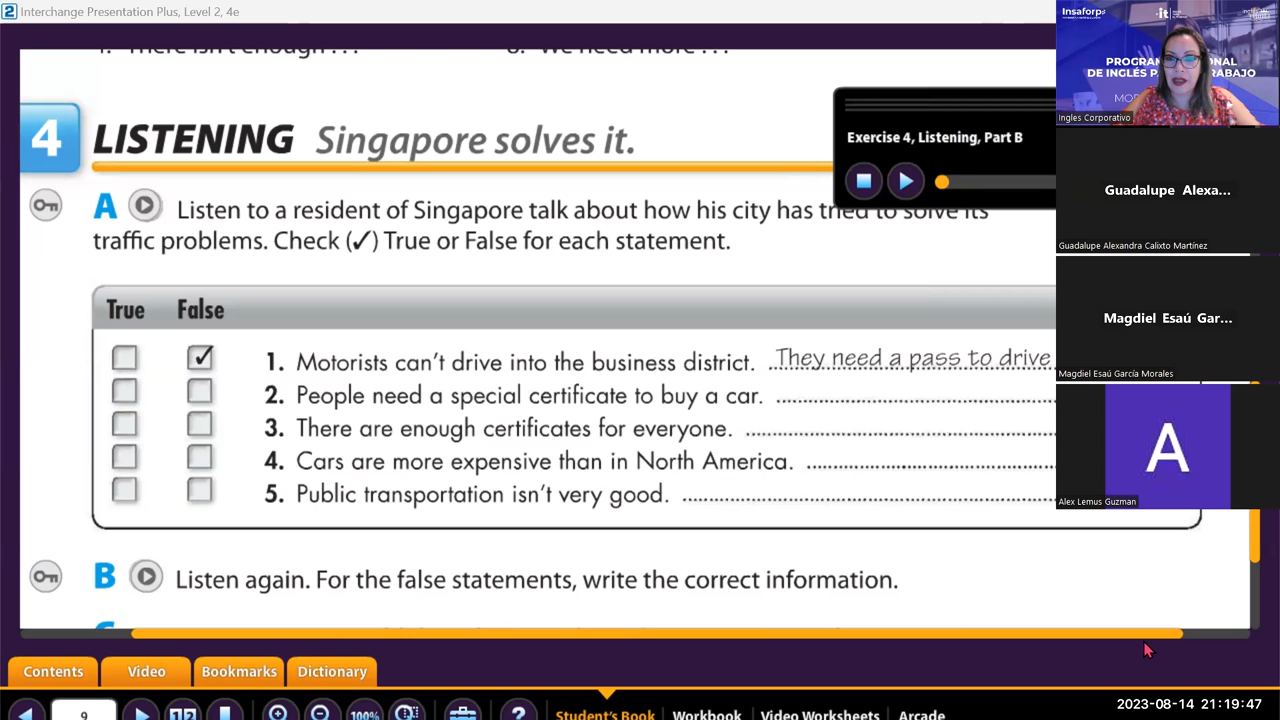 Interchange Presentation Plus, Level 2, 4e
4 LISTENING Singapore solves it.
Exercise 4, Listening, Part B
A Listen to a resident of Singapore talk about how his city has tried to solve its
traffic problems. Check (✓) True or False for each statement.
True False
1. Motorists can't drive into the business district. They need a pass to drive
2. People need a special certificate to buy a car.
3. There are enough certificates for everyone.
4. Cars are more expensive than in North America.
5. Public transportation isn't very good.
B Listen again. For the false statements, write the correct information.
Contents Video Bookmarks Dictionary
9 1 2 100% ?
Student's Book Workbook Video Worksheets Arcade
Insaforp
Ingles Corporativo
Guadalupe Alexa...
Guadalupe Alexandra Calixto Martínez
Magdiel Esaú Gar...
Magdiel Esaú García Morales
A
Alex Lemus Guzman
2023-08-14 21:19:47